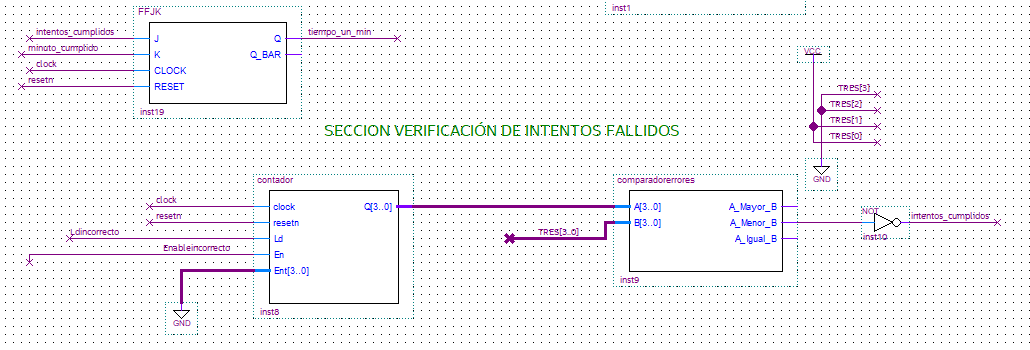 FFJK
inst1
intentos_cumplidos
J
Q
tiempo_un_min
minuto_cumplido
K
Q_BAR
clock
CLOCK
resetn
RESET
inst19
VCC
TRES[3]
TRES[2]
TRES[1]
TRES[0]
GND
SECCION VERIFICACIÓN DE INTENTOS FALLIDOS
contador
clock
clock
Q[3..0]
resetn
resetn
Ldincorrecto
Ld
Enableincorrecto
En
Ent[3..0]
GND
inst8
comparadorerrores
A[3..0]
A_Mayor_B
B[3..0]
A_Menor_B
TRES[3..0]
A_Igual_B
inst9
NOT
intentos_cumplidos
inst10